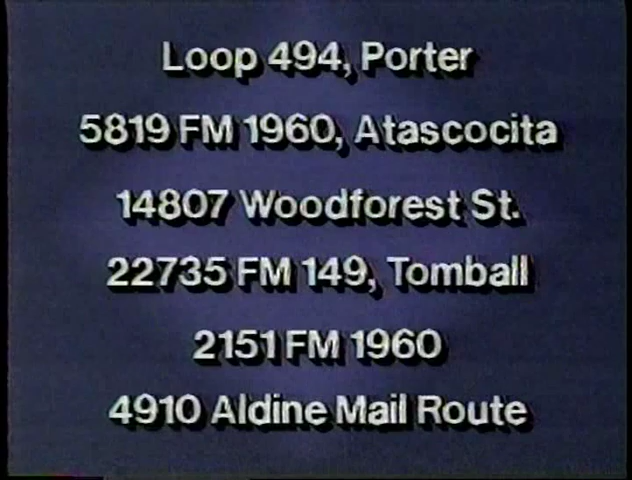 Loop 494, Porter
5819 FM 1960, Atascocita
14807 Woodforest St.
22735 FM 149, Tomball
2151 FM 1960
4910 Aldine Mail Route